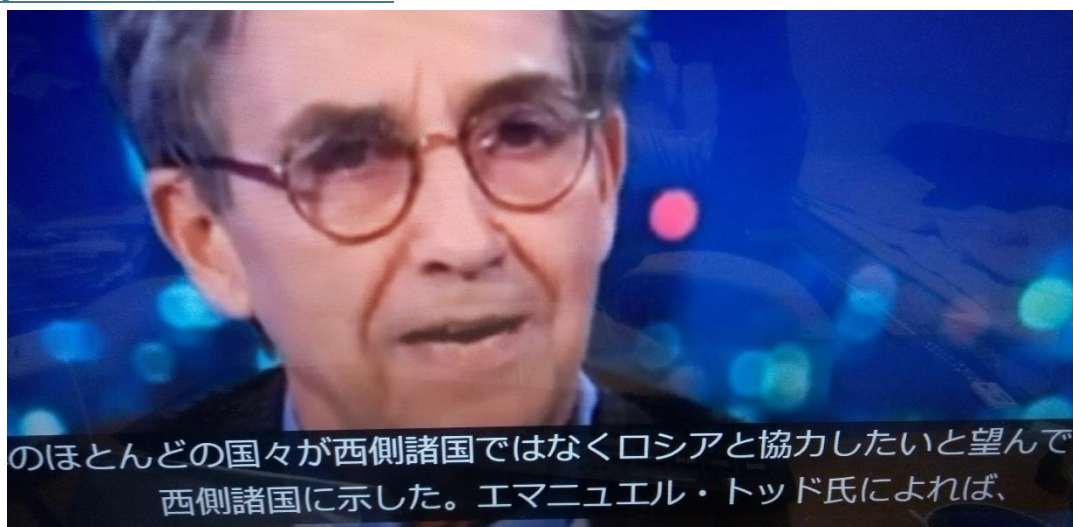 のほとんどの国々が西側諸国ではなくロシアと協力したいと望んで
西側諸国に示した。エマニュエル・トッド氏によれば、